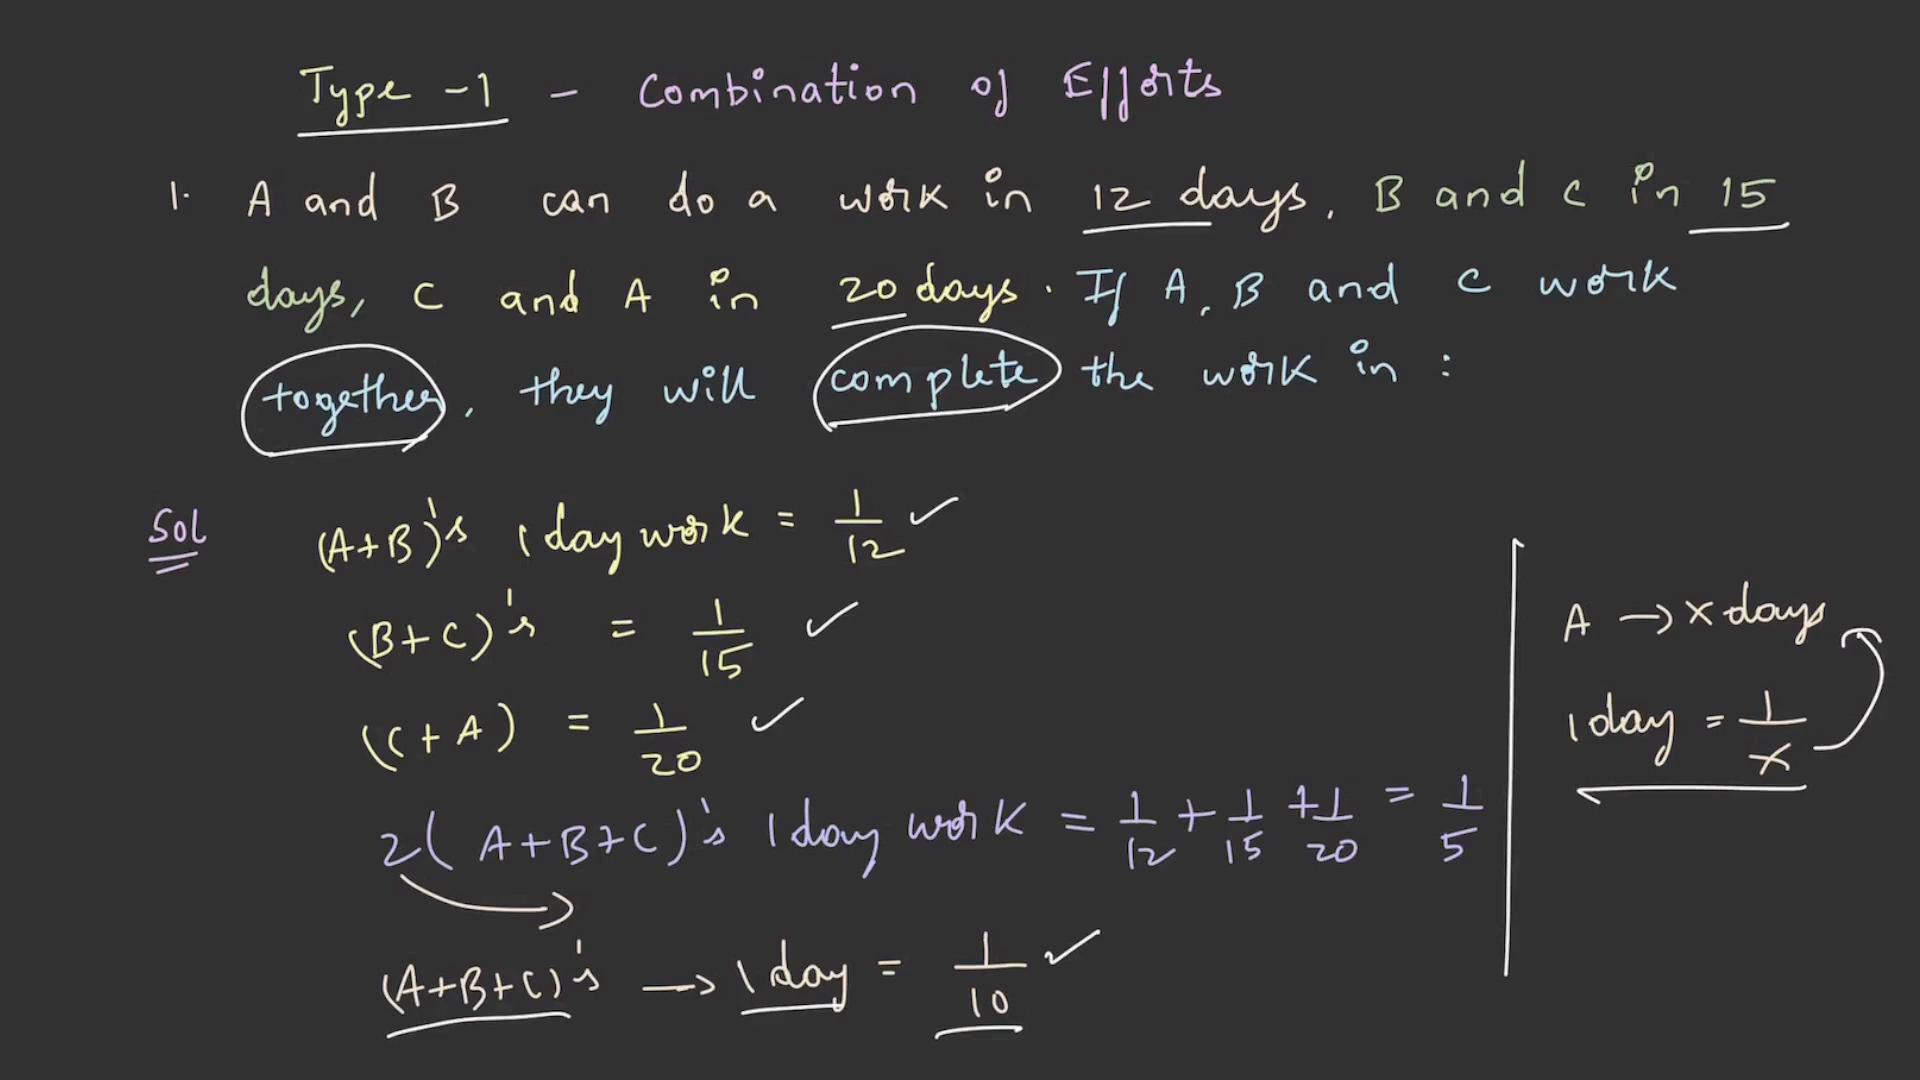 Type -1 - Combination of Efforts
1. A and B can do a work in 12 days, B and C in 15
days, C and A in 20 days. If A, B and C work
together, they will complete the work in :
Sol
(A+B)'s 1 day work = 1/12 ✓
(B+C)'s = 1/15 ✓
(C+A) = 1/20 ✓
2(A+B+C)'s 1 day work = 1/12 + 1/15 + 1/20 = 1/5
(A+B+C)'s → 1 day = 1/10 ✓
A → x days
1 day = 1/x